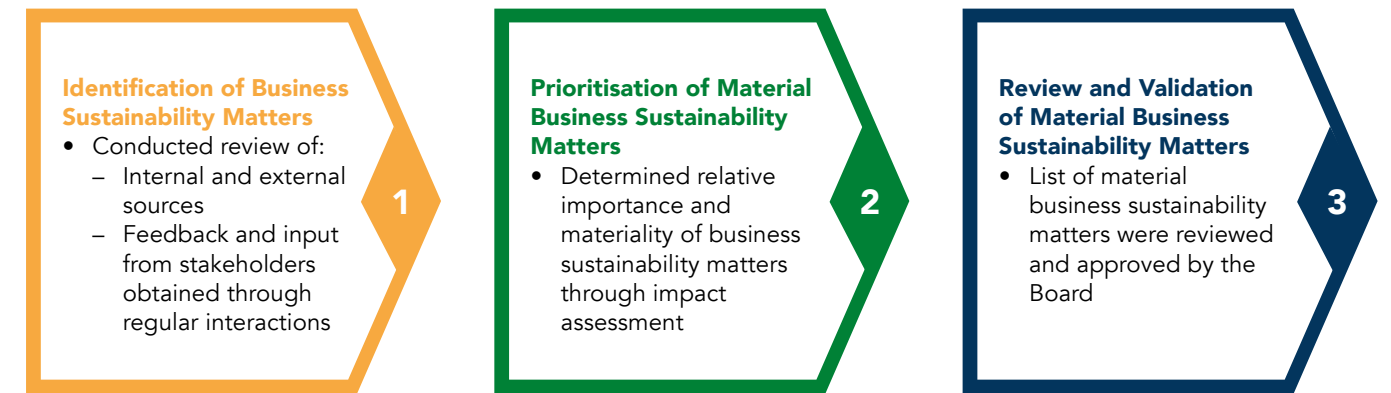 Identification of Business
Sustainability Matters
• Conducted review of:
– Internal and external
sources
– Feedback and input
from stakeholders
obtained through
regular interactions
1
Prioritisation of Material
Business Sustainability
Matters
• Determined relative
importance and
materiality of business
sustainability matters
through impact
assessment
2
Review and Validation
of Material Business
Sustainability Matters
• List of material
business sustainability
matters were reviewed
and approved by the
Board
3